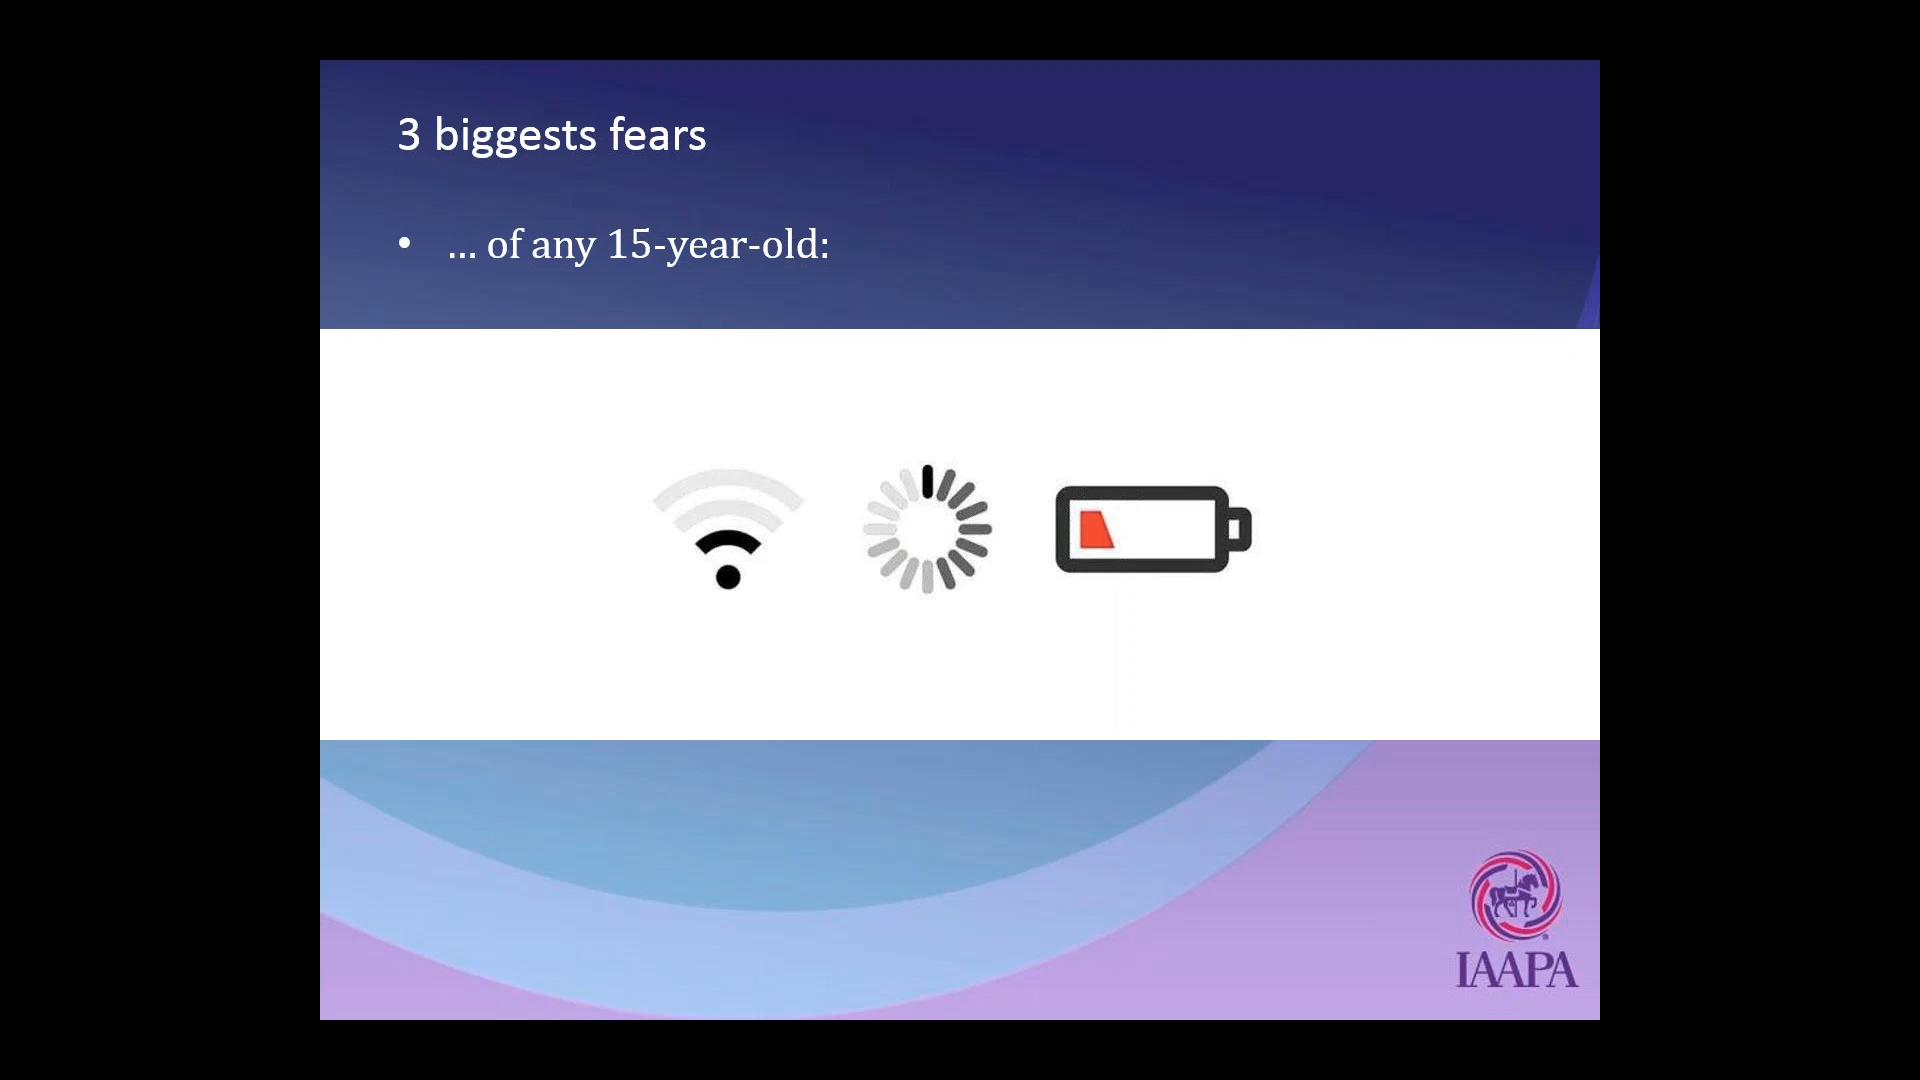 3 biggests fears
• ... of any 15-year-old:
IAAPA